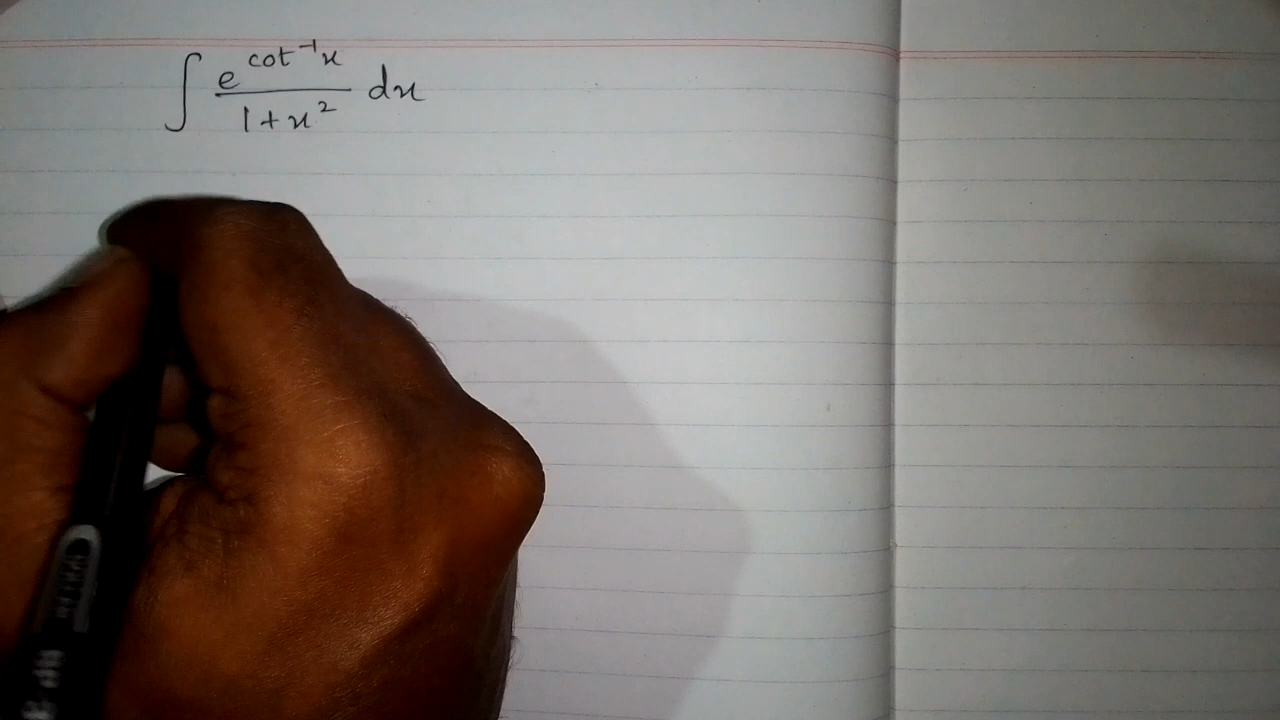 ∫ e^(cot⁻¹x) / (1+x²) dx